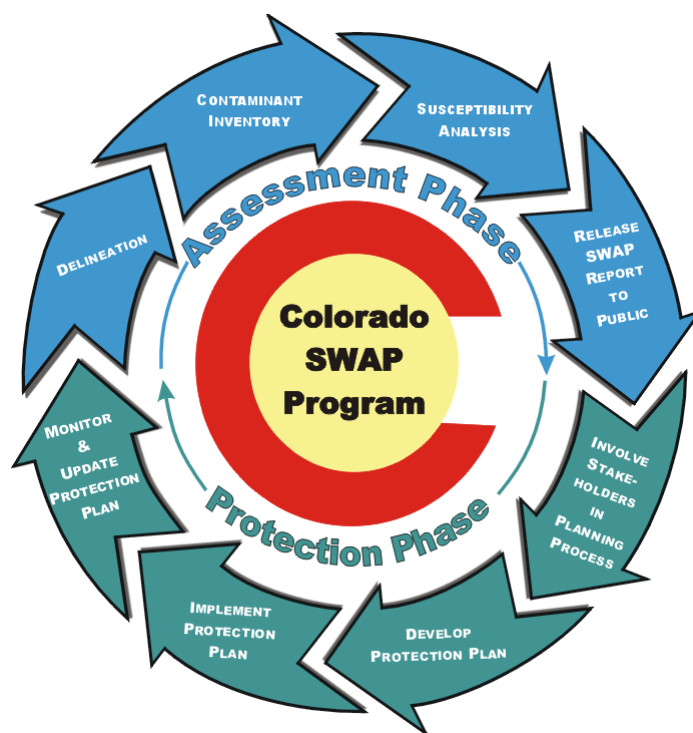 CONTAMINANT
INVENTORY
SUSCEPTIBILITY
ANALYSIS
DELINEATION
Assessment Phase
RELEASE
SWAP
REPORT
TO
PUBLIC
Colorado
SWAP
Program
MONITOR
&
UPDATE
PROTECTION
PLAN
INVOLVE
STAKE-
HOLDERS
IN
PLANNING
PROCESS
Protection Phase
IMPLEMENT
PROTECTION
PLAN
DEVELOP
PROTECTION PLAN